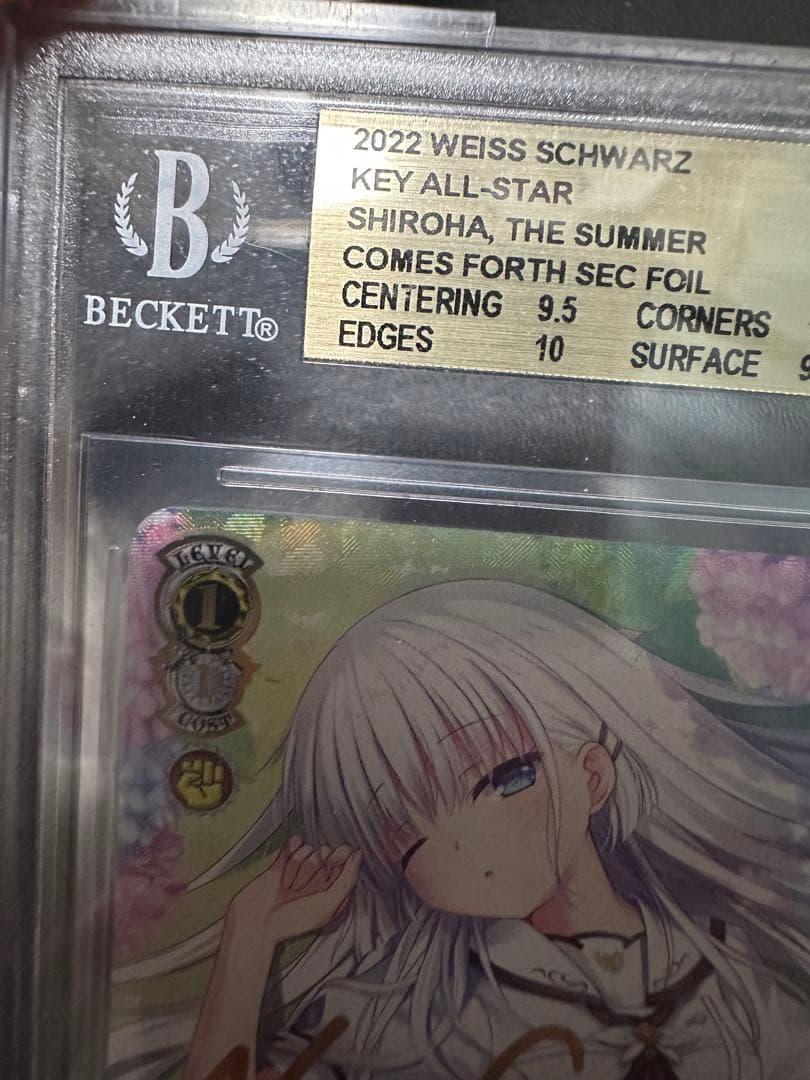 B
BECKETT®
2022 WEISS SCHWARZ
KEY ALL-STAR
SHIROHA, THE SUMMER
COMES FORTH SEC FOIL
CENTERING 9.5 CORNERS
EDGES 10 SURFACE
LEVEL
1
1
COST